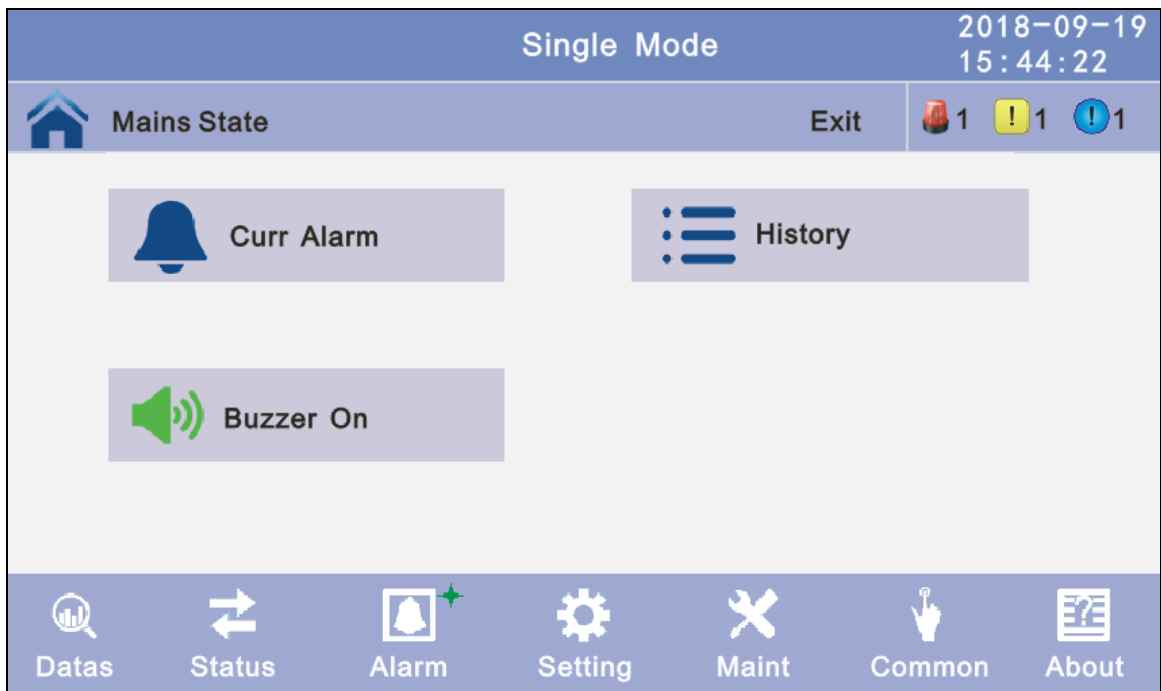 Single Mode
2018-09-19
15:44:22
Mains State
Exit
1
! 1
! 1
Curr Alarm
History
Buzzer On
Datas
Status
Alarm
Setting
Maint
Common
About